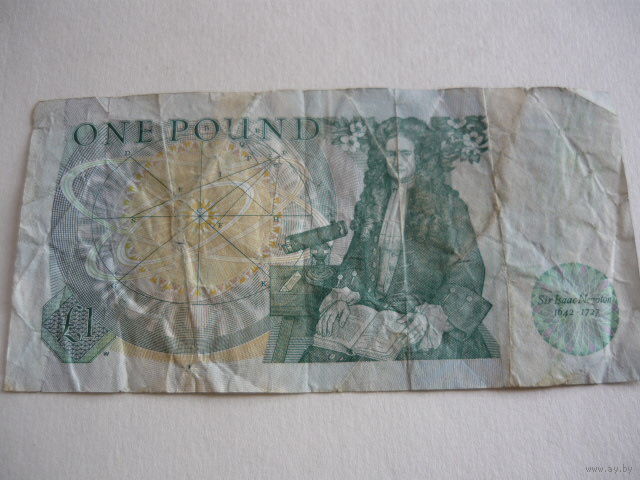 ONE POUND
£1
Sir Isaac Newton
1642-1727
www.ay.by